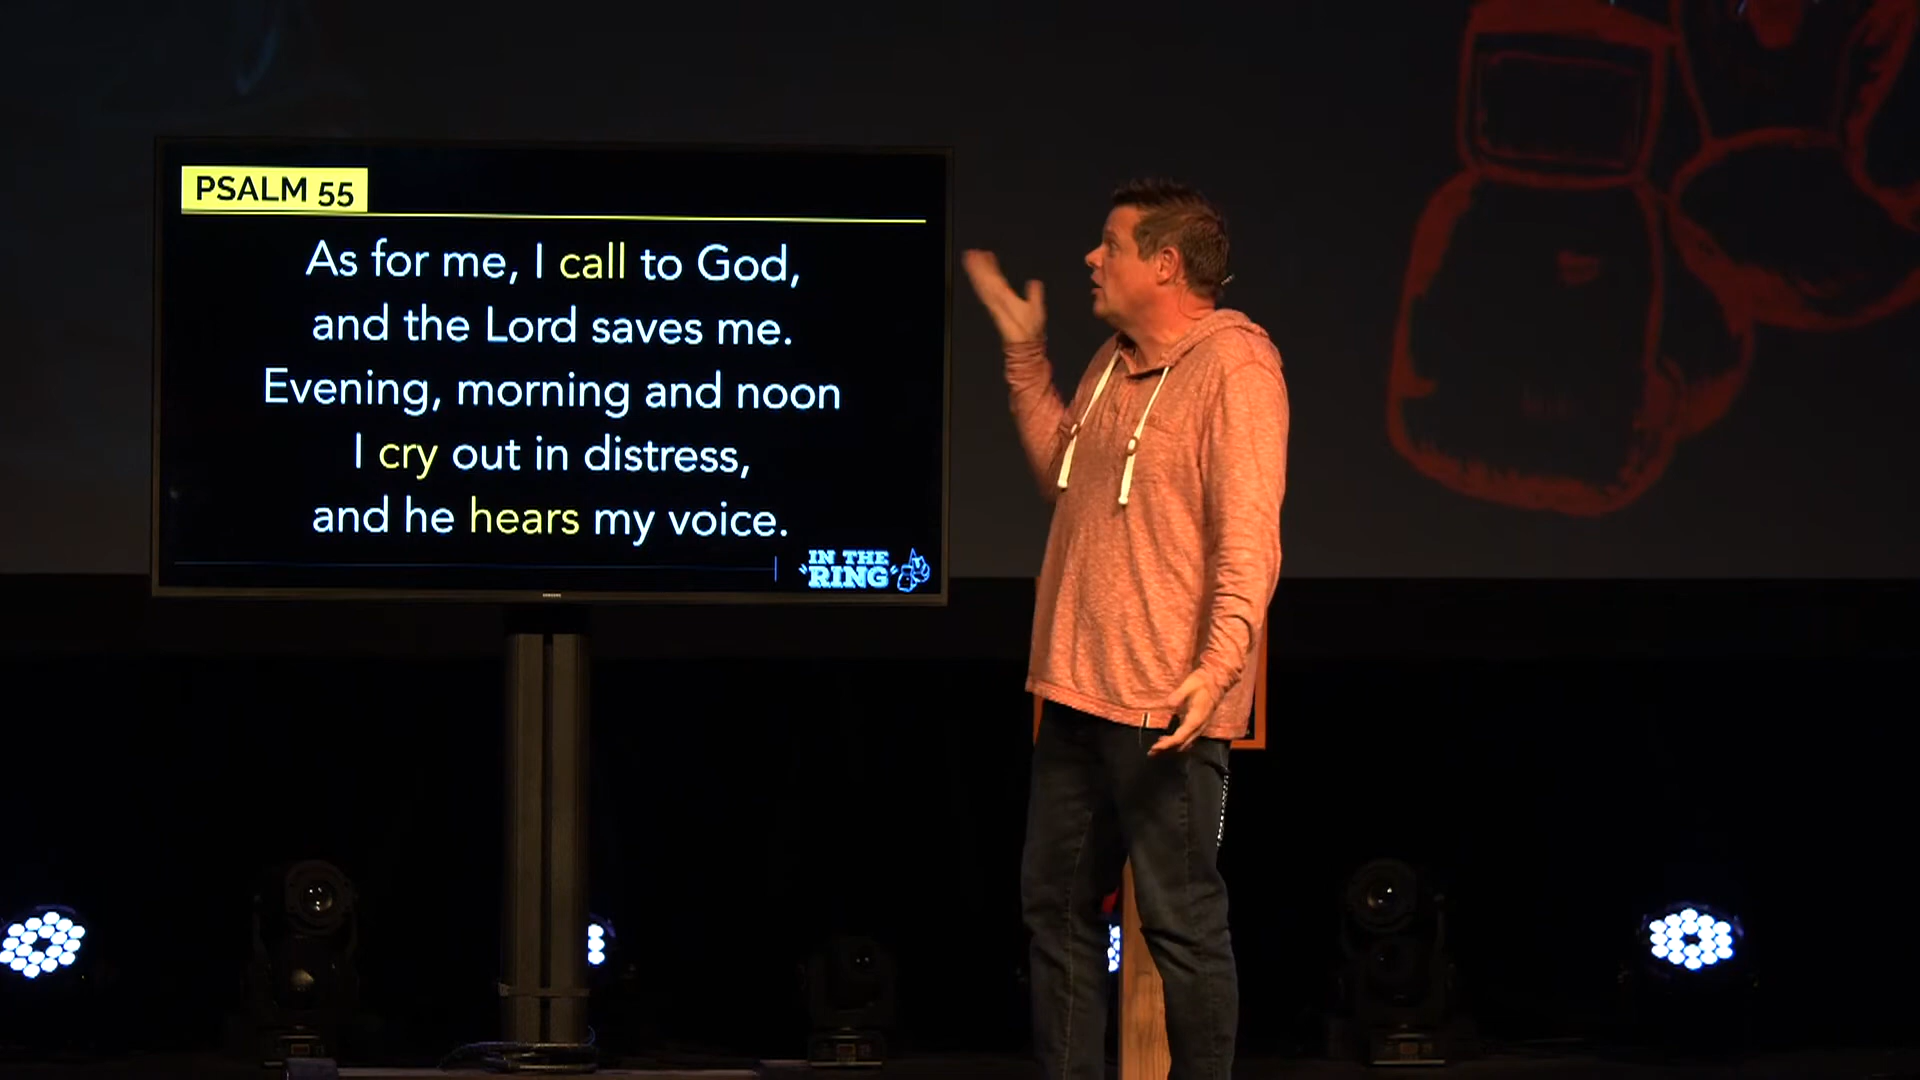 PSALM 55
As for me, I call to God,
and the Lord saves me.
Evening, morning and noon
I cry out in distress,
and he hears my voice.
IN THE
RING